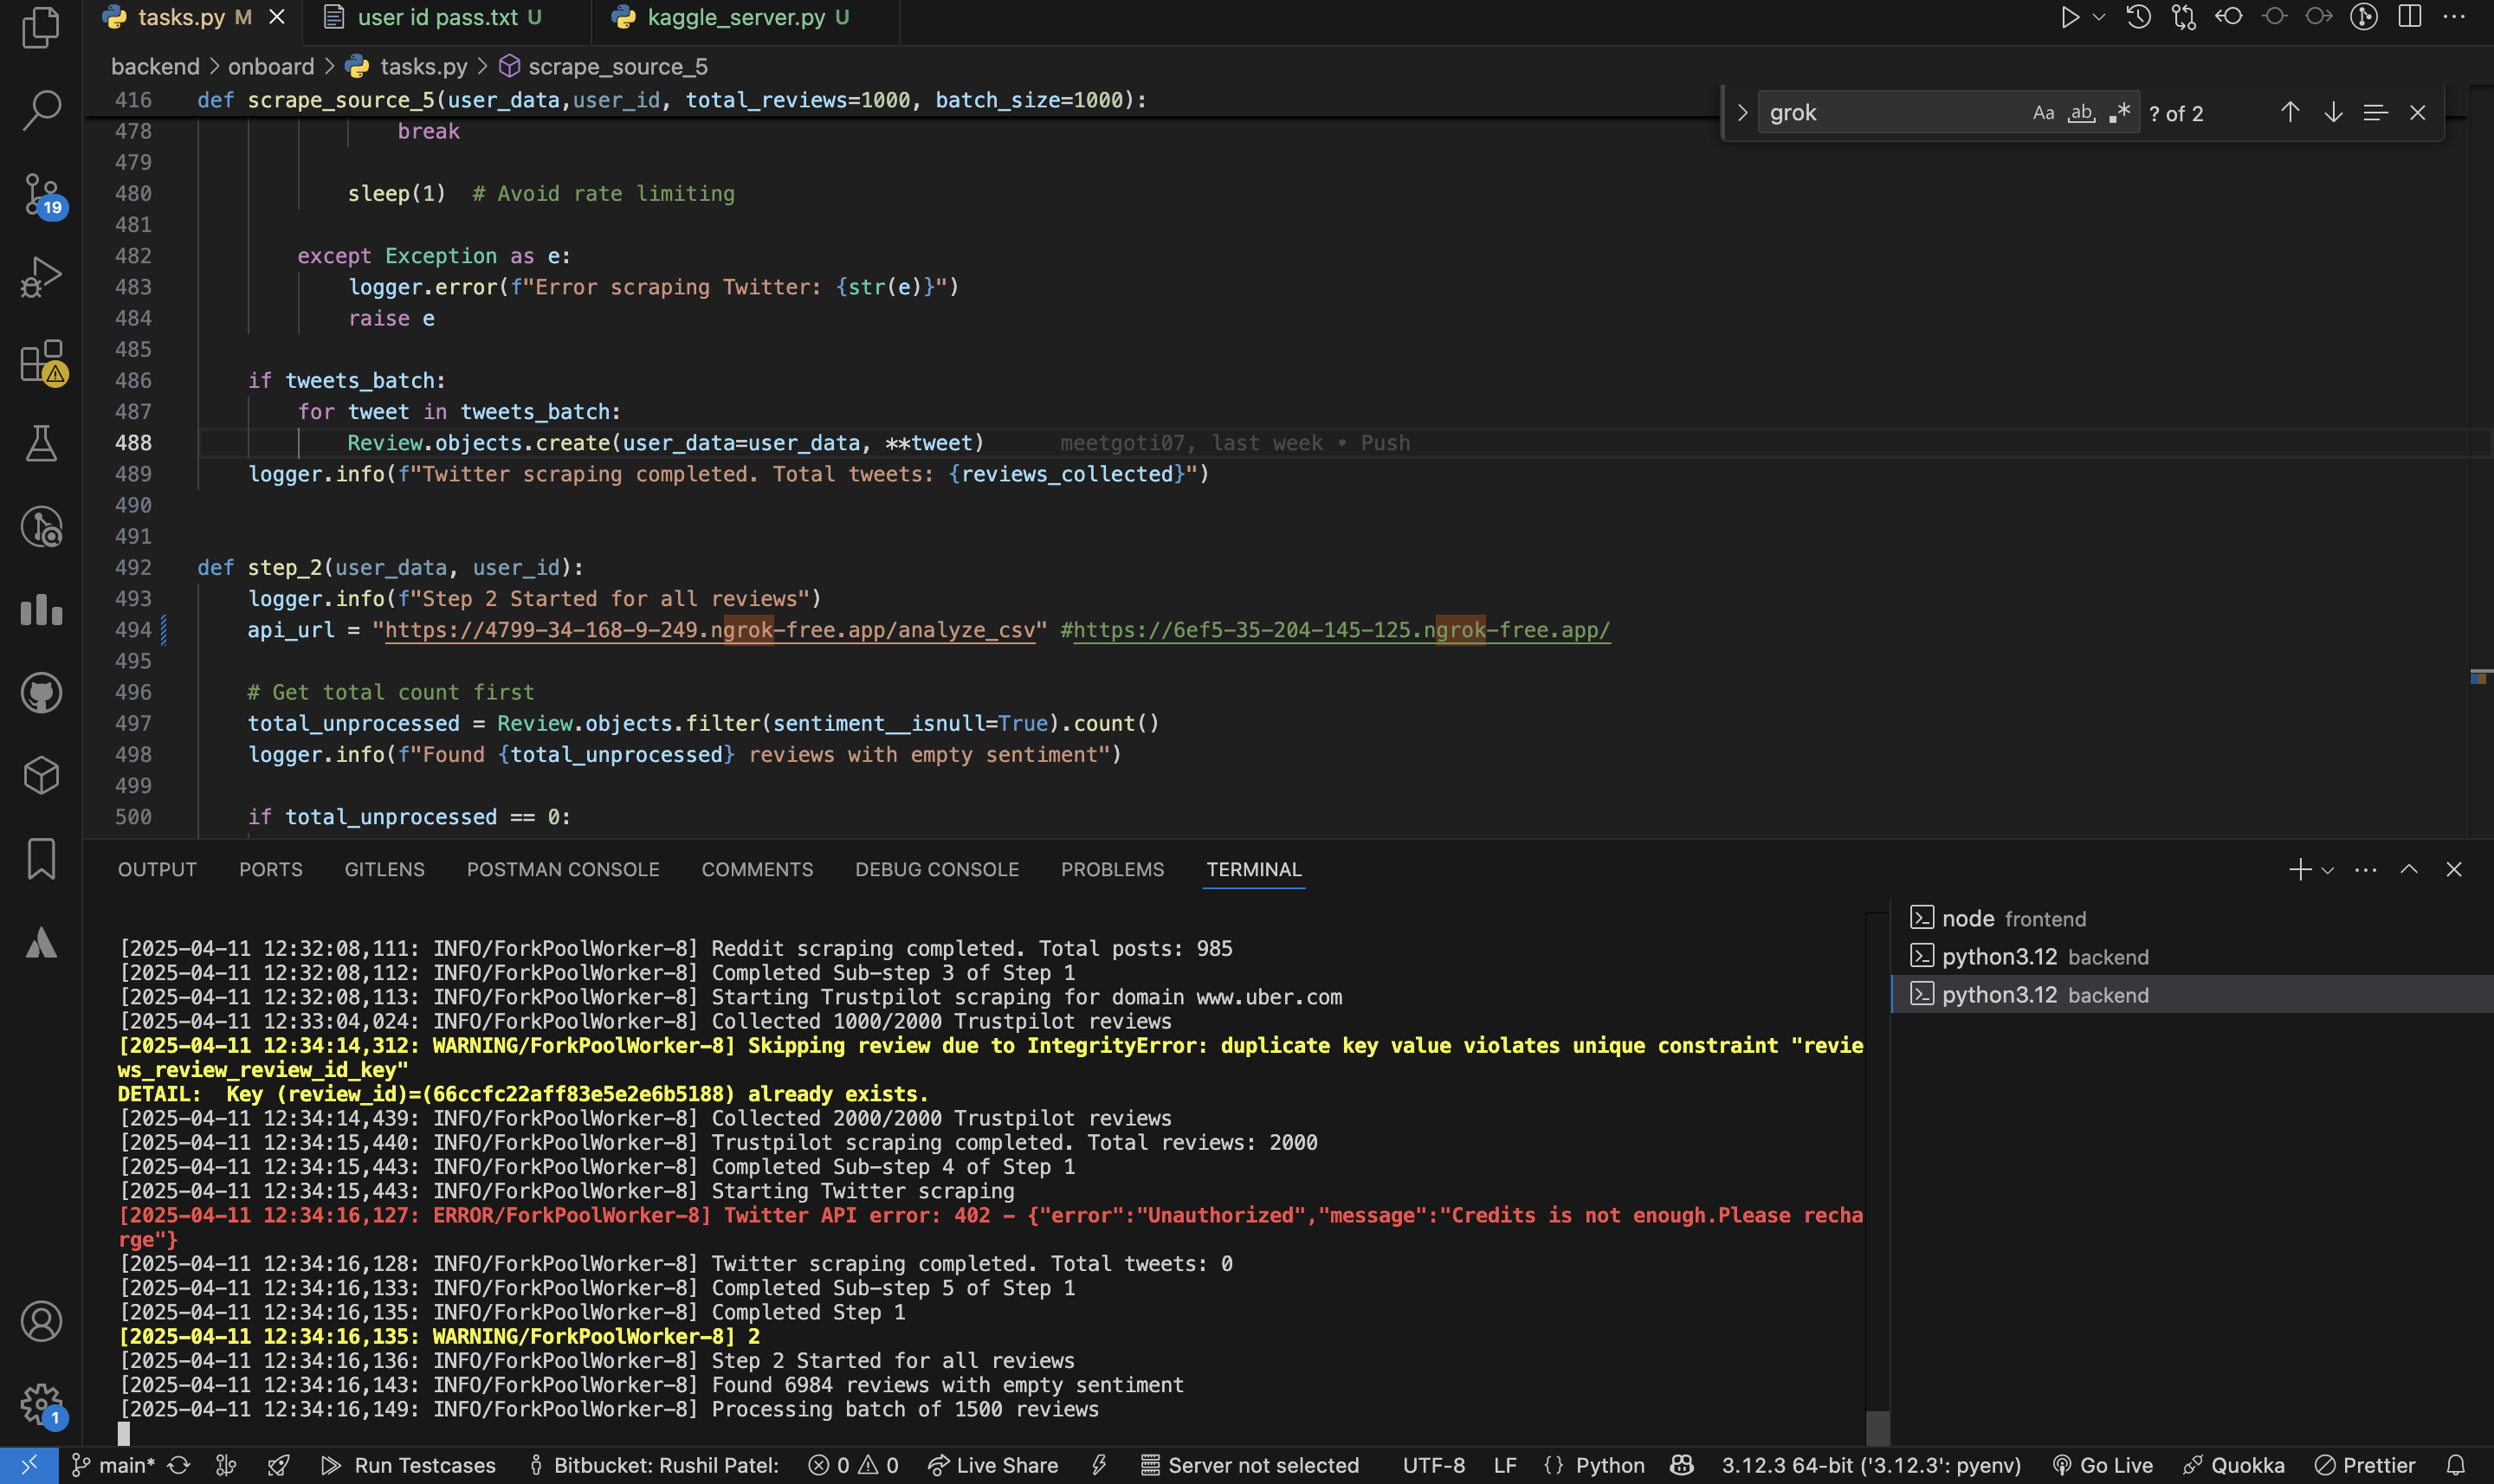 tasks.py M
user id pass.txt U
kaggle_server.py U
backend > onboard > tasks.py > scrape_source_5
grok
Aa ab .* ? of 2
416 def scrape_source_5(user_data,user_id, total_reviews=1000, batch_size=1000):
478 break
479
480 sleep(1)  # Avoid rate limiting
481
482 except Exception as e:
483 logger.error(f"Error scraping Twitter: {str(e)}")
484 raise e
485
486 if tweets_batch:
487 for tweet in tweets_batch:
488 Review.objects.create(user_data=user_data, **tweet) meetgoti07, last week • Push
489 logger.info(f"Twitter scraping completed. Total tweets: {reviews_collected}")
490
491
492 def step_2(user_data, user_id):
493 logger.info(f"Step 2 Started for all reviews")
494 api_url = "https://4799-34-168-9-249.ngrok-free.app/analyze_csv" #https://6ef5-35-204-145-125.ngrok-free.app/
495
496 # Get total count first
497 total_unprocessed = Review.objects.filter(sentiment__isnull=True).count()
498 logger.info(f"Found {total_unprocessed} reviews with empty sentiment")
499
500 if total_unprocessed == 0:
19
OUTPUT PORTS GITLENS POSTMAN CONSOLE COMMENTS DEBUG CONSOLE PROBLEMS TERMINAL
node frontend
python3.12 backend
python3.12 backend
[2025-04-11 12:32:08,111: INFO/ForkPoolWorker-8] Reddit scraping completed. Total posts: 985
[2025-04-11 12:32:08,112: INFO/ForkPoolWorker-8] Completed Sub-step 3 of Step 1
[2025-04-11 12:32:08,113: INFO/ForkPoolWorker-8] Starting Trustpilot scraping for domain www.uber.com
[2025-04-11 12:33:04,024: INFO/ForkPoolWorker-8] Collected 1000/2000 Trustpilot reviews
[2025-04-11 12:34:14,312: WARNING/ForkPoolWorker-8] Skipping review due to IntegrityError: duplicate key value violates unique constraint "revie
ws_review_review_id_key"
DETAIL:  Key (review_id)=(66ccfc22aff83e5e2e6b5188) already exists.
[2025-04-11 12:34:14,439: INFO/ForkPoolWorker-8] Collected 2000/2000 Trustpilot reviews
[2025-04-11 12:34:15,440: INFO/ForkPoolWorker-8] Trustpilot scraping completed. Total reviews: 2000
[2025-04-11 12:34:15,443: INFO/ForkPoolWorker-8] Completed Sub-step 4 of Step 1
[2025-04-11 12:34:15,443: INFO/ForkPoolWorker-8] Starting Twitter scraping
[2025-04-11 12:34:16,127: ERROR/ForkPoolWorker-8] Twitter API error: 402 - {"error":"Unauthorized","message":"Credits is not enough.Please recha
rge"}
[2025-04-11 12:34:16,128: INFO/ForkPoolWorker-8] Twitter scraping completed. Total tweets: 0
[2025-04-11 12:34:16,133: INFO/ForkPoolWorker-8] Completed Sub-step 5 of Step 1
[2025-04-11 12:34:16,135: INFO/ForkPoolWorker-8] Completed Step 1
[2025-04-11 12:34:16,135: WARNING/ForkPoolWorker-8] 2
[2025-04-11 12:34:16,136: INFO/ForkPoolWorker-8] Step 2 Started for all reviews
[2025-04-11 12:34:16,143: INFO/ForkPoolWorker-8] Found 6984 reviews with empty sentiment
[2025-04-11 12:34:16,149: INFO/ForkPoolWorker-8] Processing batch of 1500 reviews
1
main* Run Testcases Bitbucket: Rushil Patel: 0 0 Live Share Server not selected UTF-8 LF {} Python 3.12.3 64-bit ('3.12.3': pyenv) Go Live Quokka Prettier